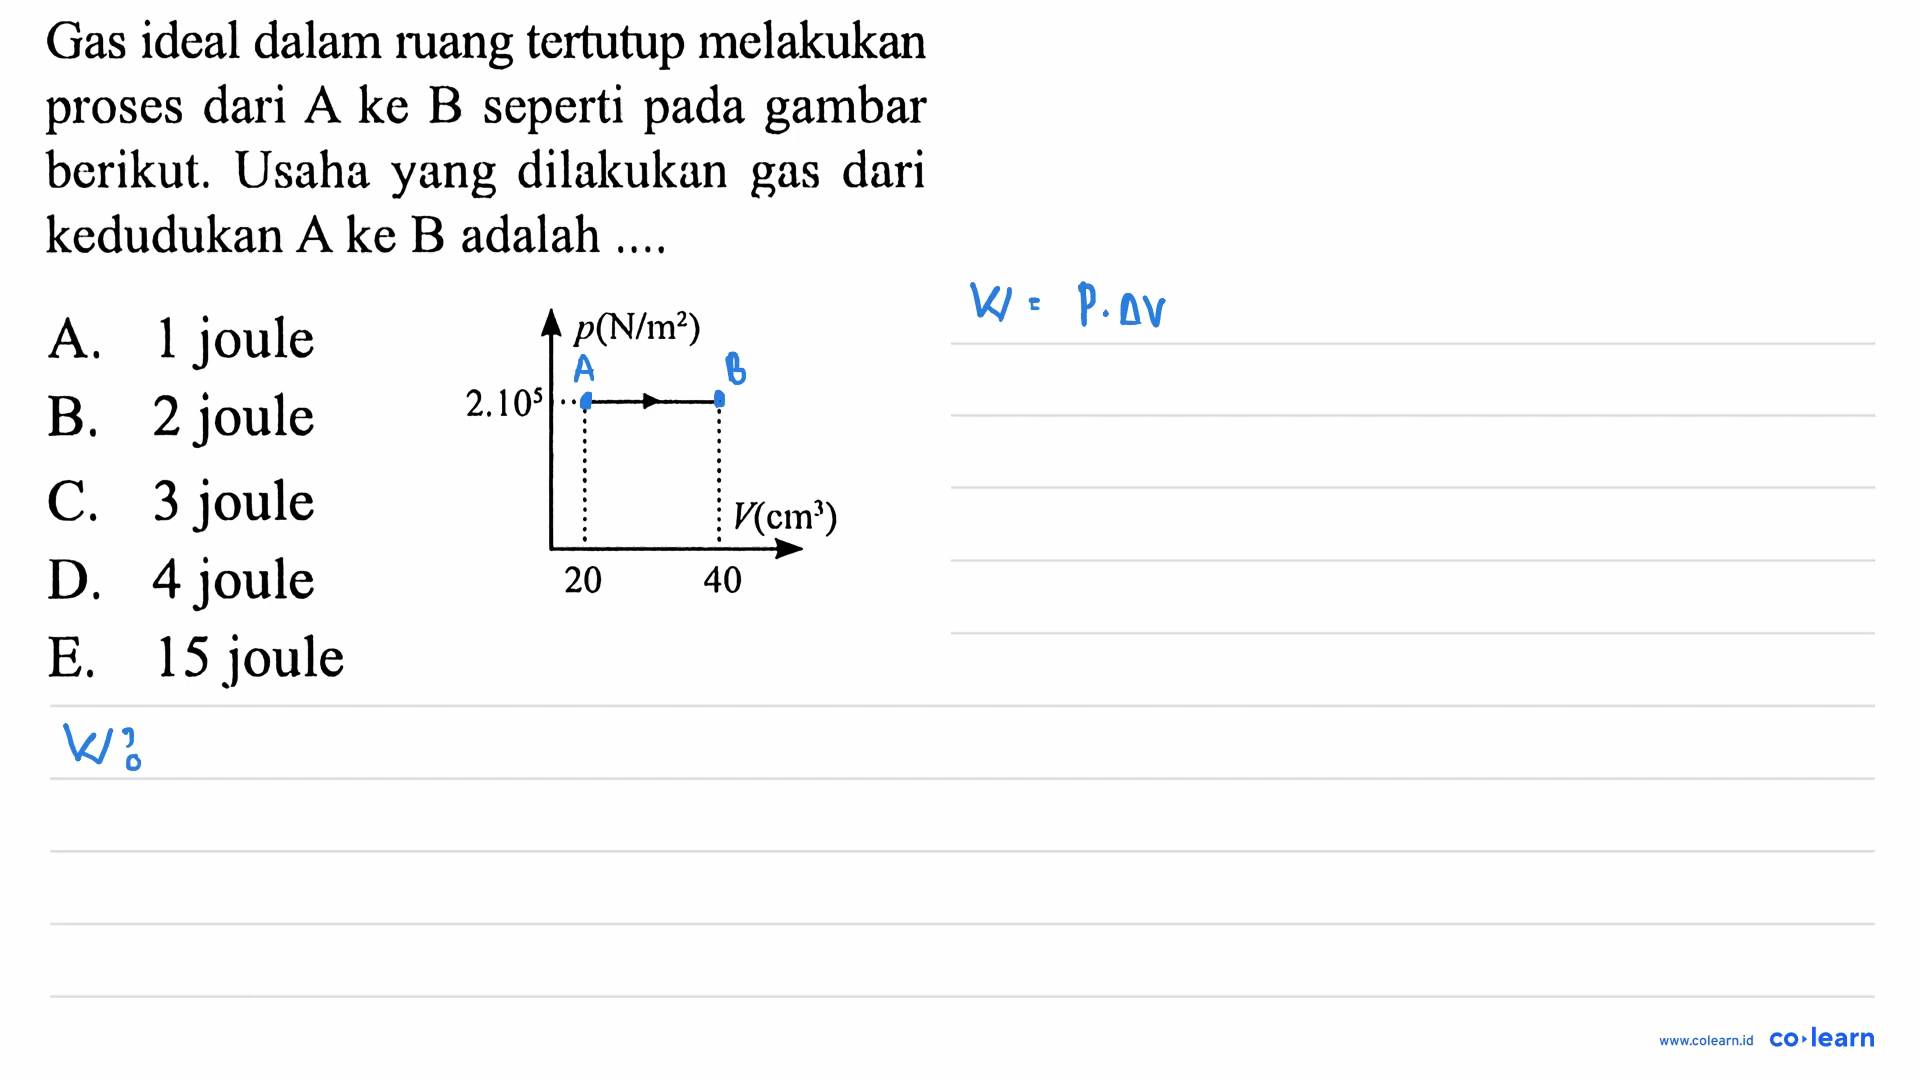 Gas ideal dalam ruang tertutup melakukan
proses dari A ke B seperti pada gambar
berikut. Usaha yang dilakukan gas dari
kedudukan A ke B adalah ....
A. 1 joule
B. 2 joule
C. 3 joule
D. 4 joule
E. 15 joule
p(N/m²)
A B
2.10⁵
V(cm³)
20 40
W = P.ΔV
W?
www.colearn.id co·learn